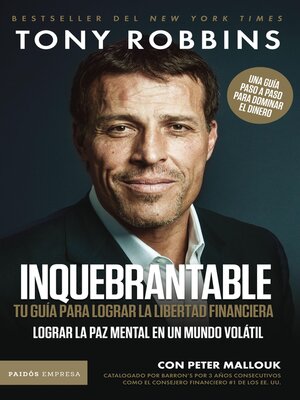 BESTSELLER DEL NEW YORK TIMES
TONY ROBBINS
UNA GUÍA
PASO A PASO
PARA DOMINAR
EL DINERO
INQUEBRANTABLE
TU GUÍA PARA LOGRAR LA LIBERTAD FINANCIERA
LOGRAR LA PAZ MENTAL EN UN MUNDO VOLÁTIL
CON PETER MALLOUK
CATALOGADO POR BARRON'S POR 3 AÑOS CONSECUTIVOS
COMO EL CONSEJERO FINANCIERO #1 DE LOS EE. UU.
PAIDÓS EMPRESA